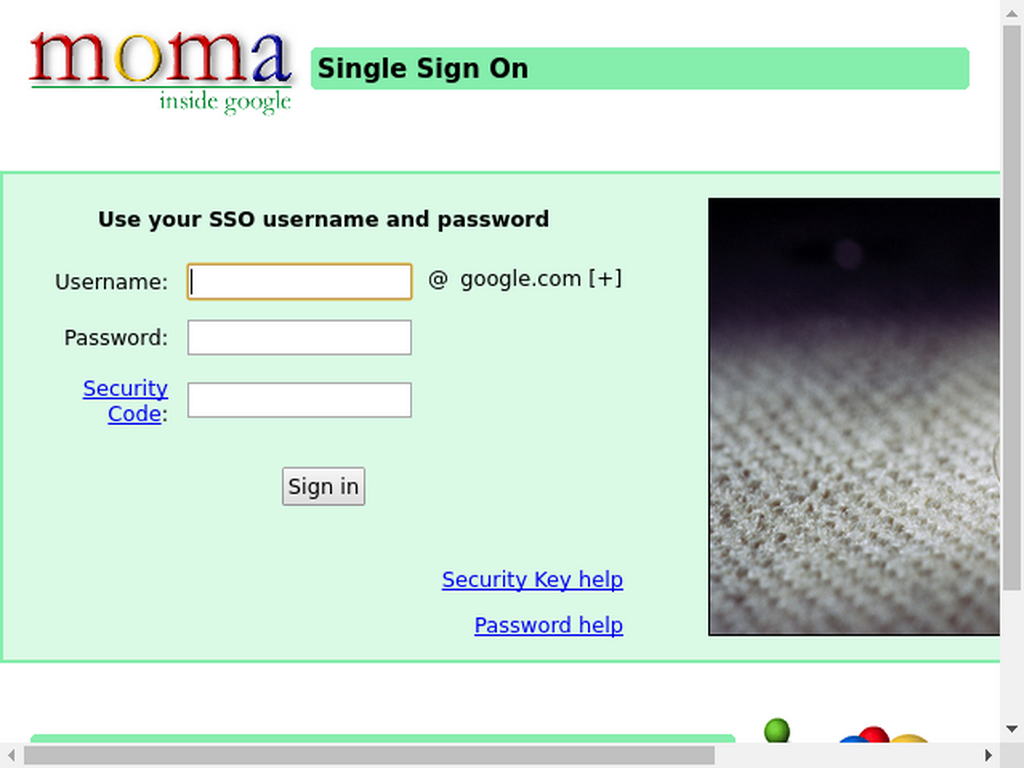 moma
inside google
Single Sign On
Use your SSO username and password
Username:
@ google.com [+]
Password:
Security
Code:
Sign in
Security Key help
Password help